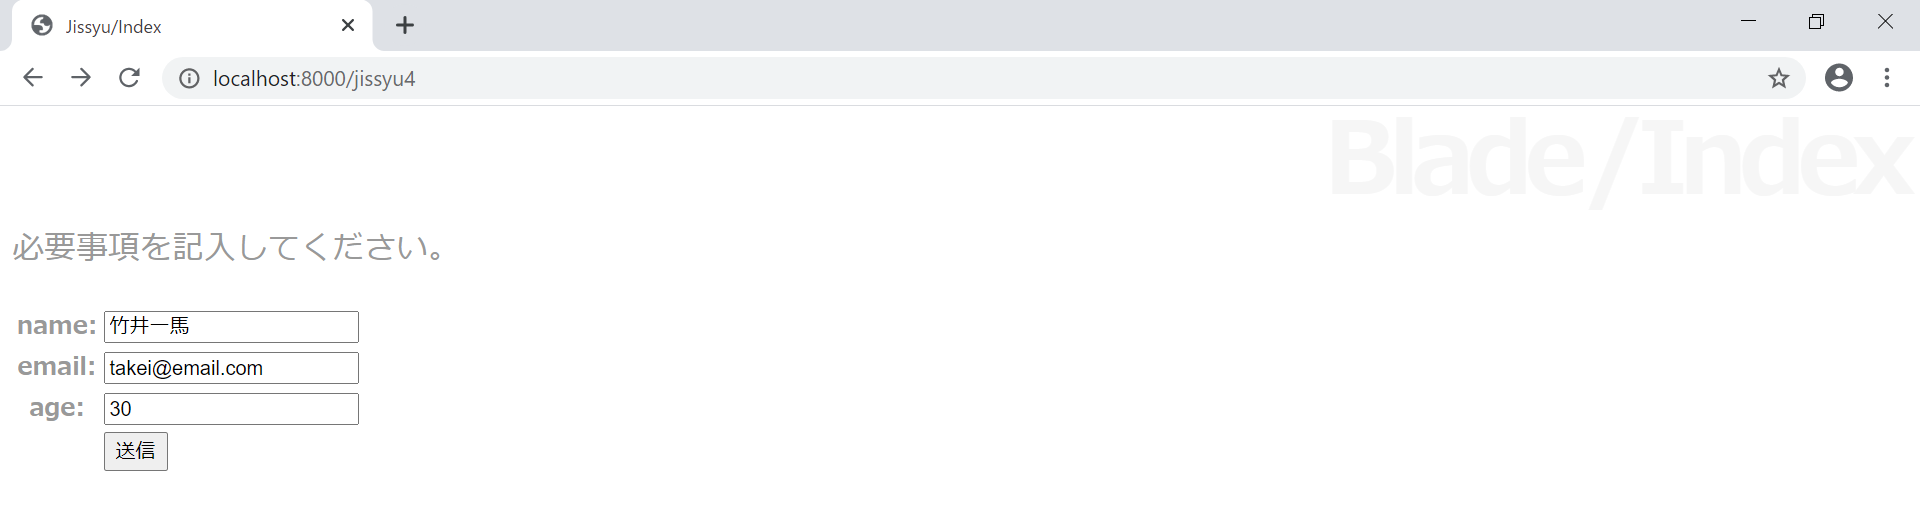 Jissyu/Index
localhost:8000/jissyu4
Blade/Index
必要事項を記入してください。
name: 竹井一馬
email: takei@email.com
age: 30
送信